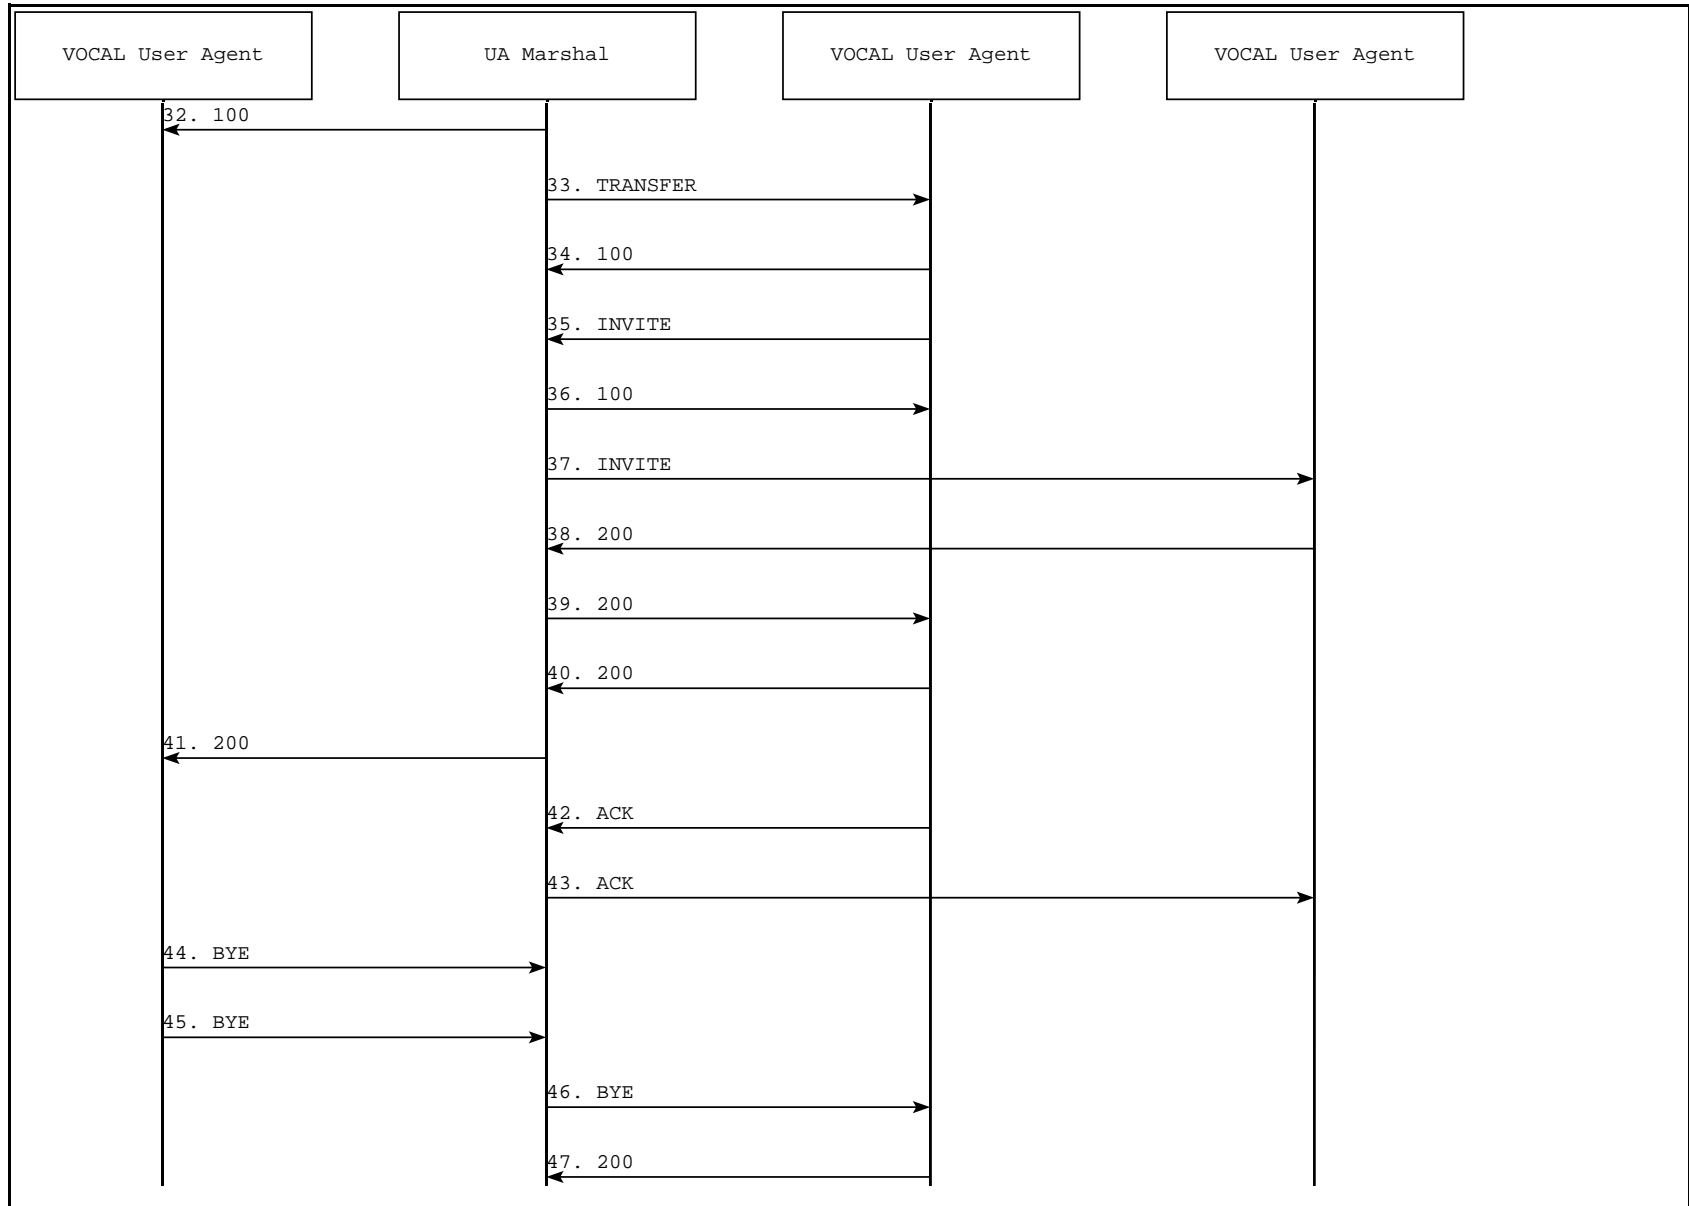 VOCAL User Agent
UA Marshal
VOCAL User Agent
VOCAL User Agent
32. 100
33. TRANSFER
34. 100
35. INVITE
36. 100
37. INVITE
38. 200
39. 200
40. 200
41. 200
42. ACK
43. ACK
44. BYE
45. BYE
46. BYE
47. 200